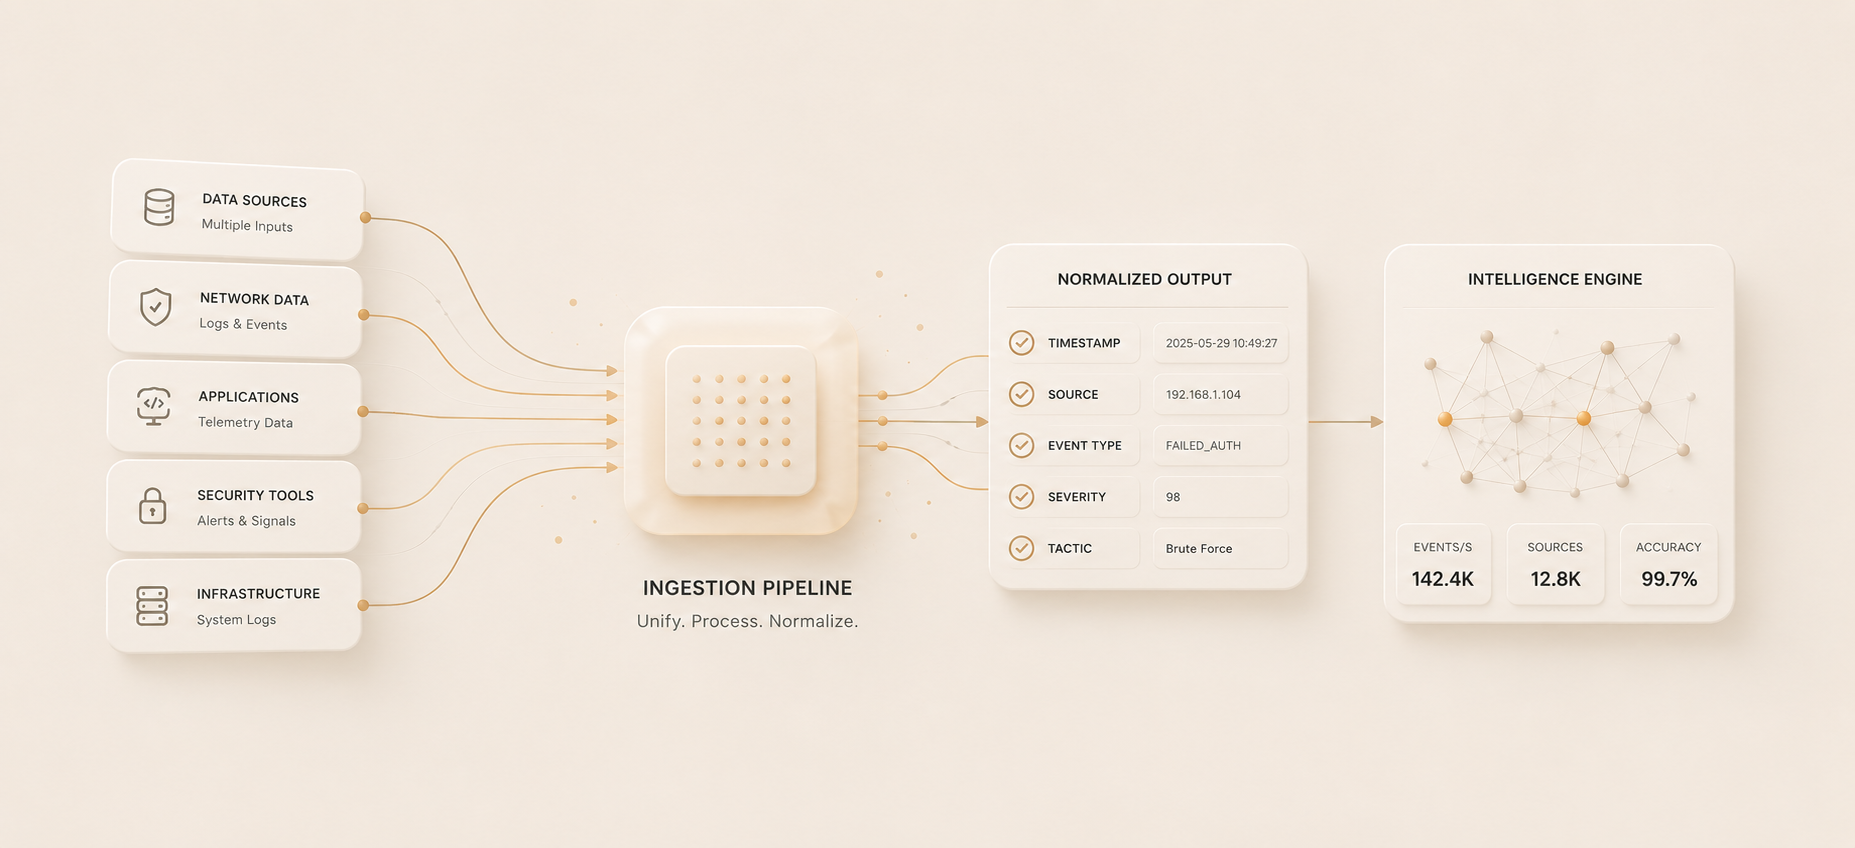 DATA SOURCES
Multiple Inputs
NETWORK DATA
Logs & Events
APPLICATIONS
Telemetry Data
SECURITY TOOLS
Alerts & Signals
INFRASTRUCTURE
System Logs
INGESTION PIPELINE
Unify. Process. Normalize.
NORMALIZED OUTPUT
TIMESTAMP 2025-05-29 10:49:27
SOURCE 192.168.1.104
EVENT TYPE FAILED_AUTH
SEVERITY 98
TACTIC Brute Force
INTELLIGENCE ENGINE
EVENTS/S SOURCES ACCURACY
142.4K 12.8K 99.7%